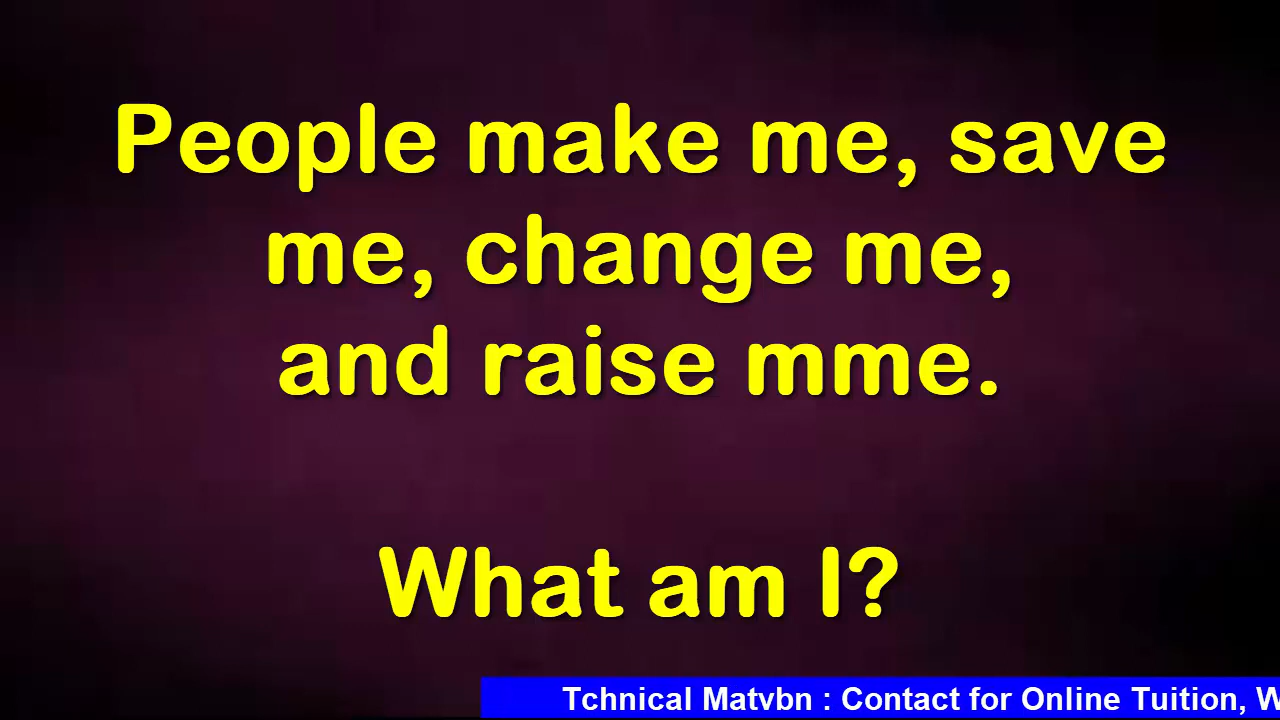 People make me, save
me, change me,
and raise mme.
What am I?
Tchnical Matvbn : Contact for Online Tuition,